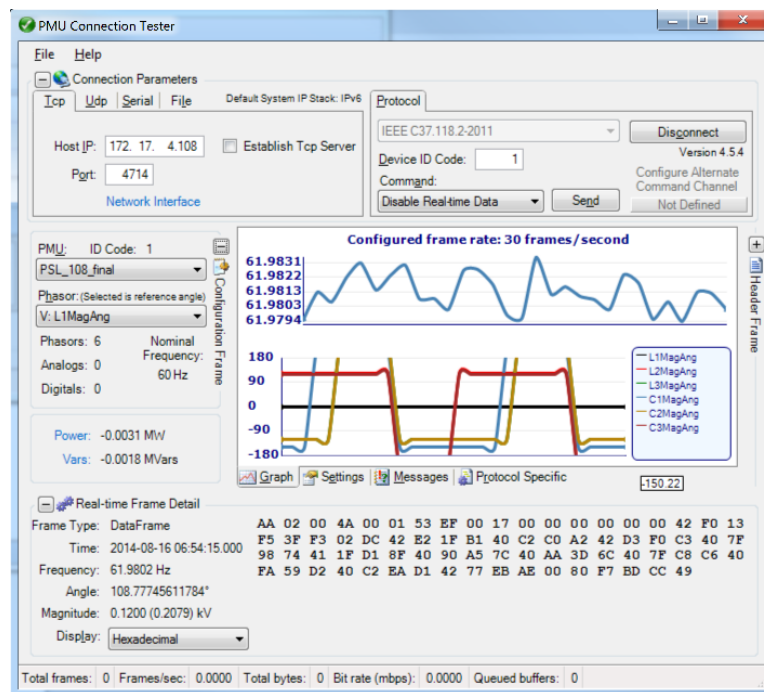 PMU Connection Tester
File Help
Connection Parameters
Tcp Udp Serial File Default System IP Stack: IPv6
Host IP: 172. 17. 4.108 Establish Tcp Server
Port: 4714
Network Interface
Protocol
IEEE C37.118.2-2011 Disconnect
Device ID Code: 1 Version 4.5.4
Command: Configure Alternate Command Channel
Disable Real-time Data Send Not Defined
PMU: ID Code: 1
PSL_108_final
Phasor: (Selected is reference angle)
V: L1MagAng
Phasors: 6 Nominal
Analogs: 0 Frequency:
Digitals: 0 60 Hz
Power: -0.0031 MW
Vars: -0.0018 MVars
Configuration Frame
Configured frame rate: 30 frames/second
61.9831
61.9822
61.9813
61.9803
61.9794
180
90
0
-90
-180
L1MagAng
L2MagAng
L3MagAng
C1MagAng
C2MagAng
C3MagAng
Header Frame
Graph Settings Messages Protocol Specific
-150.22
Real-time Frame Detail
Frame Type: DataFrame
Time: 2014-08-16 06:54:15.000
Frequency: 61.9802 Hz
Angle: 108.77745611784°
Magnitude: 0.1200 (0.2079) kV
Display: Hexadecimal
AA 02 00 4A 00 01 53 EF 00 17 00 00 00 00 00 00 42 F0 13
F5 3F F3 02 DC 42 E2 1F B1 40 C2 C0 A2 42 D3 F0 C3 40 7F
98 74 41 1F D1 8F 40 90 A5 7C 40 AA 3D 6C 40 7F C8 C6 40
FA 59 D2 40 C2 EA D1 42 77 EB AE 00 80 F7 BD CC 49
Total frames: 0 Frames/sec: 0.0000 Total bytes: 0 Bit rate (mbps): 0.0000 Queued buffers: 0